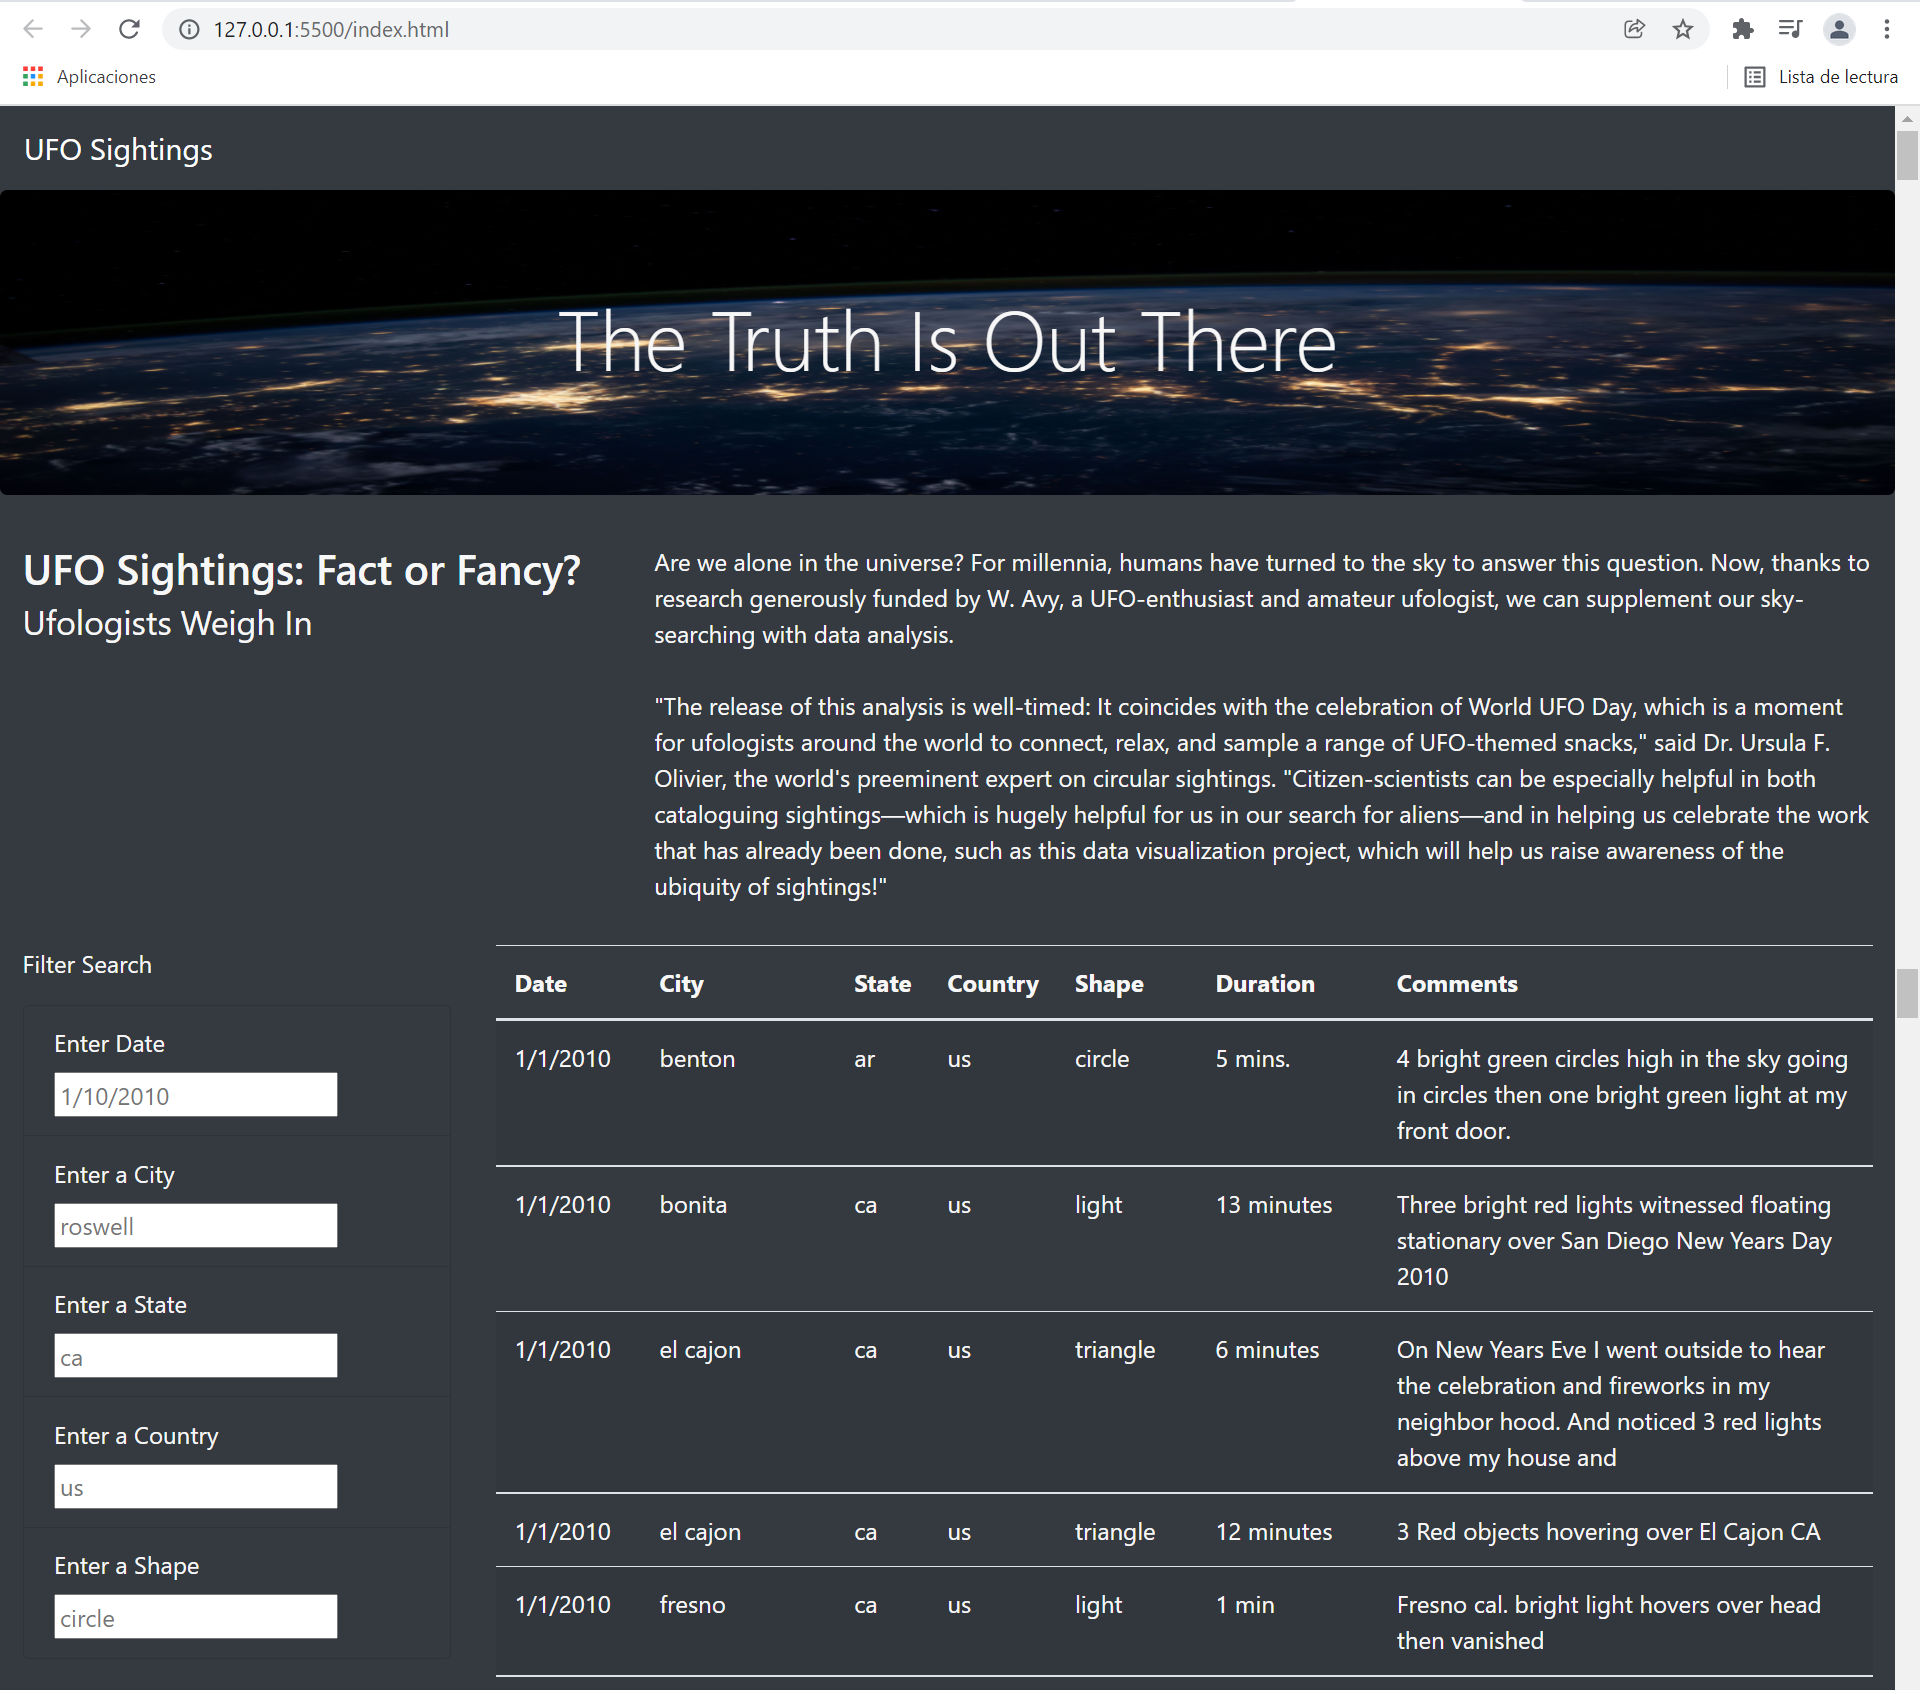 127.0.0.1:5500/index.html
Aplicaciones
Lista de lectura
UFO Sightings
The Truth Is Out There
UFO Sightings: Fact or Fancy?
Ufologists Weigh In
Are we alone in the universe? For millennia, humans have turned to the sky to answer this question. Now, thanks to
research generously funded by W. Avy, a UFO-enthusiast and amateur ufologist, we can supplement our sky-
searching with data analysis.
"The release of this analysis is well-timed: It coincides with the celebration of World UFO Day, which is a moment
for ufologists around the world to connect, relax, and sample a range of UFO-themed snacks," said Dr. Ursula F.
Olivier, the world's preeminent expert on circular sightings. "Citizen-scientists can be especially helpful in both
cataloguing sightings—which is hugely helpful for us in our search for aliens—and in helping us celebrate the work
that has already been done, such as this data visualization project, which will help us raise awareness of the
ubiquity of sightings!"
Filter Search
Enter Date
1/10/2010
Enter a City
roswell
Enter a State
ca
Enter a Country
us
Enter a Shape
circle
Date City State Country Shape Duration Comments
1/1/2010 benton ar us circle 5 mins. 4 bright green circles high in the sky going
in circles then one bright green light at my
front door.
1/1/2010 bonita ca us light 13 minutes Three bright red lights witnessed floating
stationary over San Diego New Years Day
2010
1/1/2010 el cajon ca us triangle 6 minutes On New Years Eve I went outside to hear
the celebration and fireworks in my
neighbor hood. And noticed 3 red lights
above my house and
1/1/2010 el cajon ca us triangle 12 minutes 3 Red objects hovering over El Cajon CA
1/1/2010 fresno ca us light 1 min Fresno cal. bright light hovers over head
then vanished